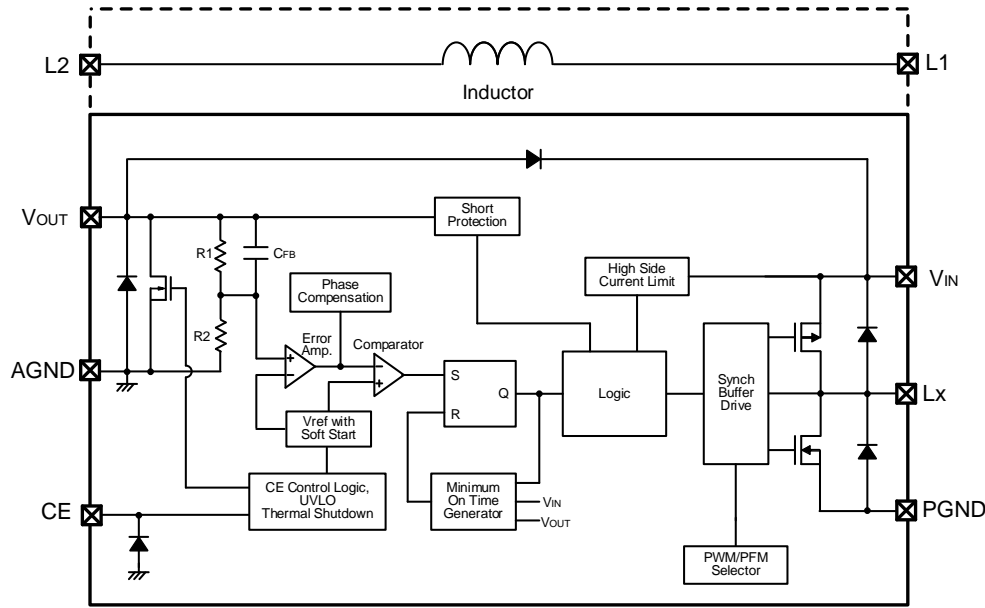 L2
L1
Inductor
VOUT
Short
Protection
R1
CFB
High Side
Current Limit
VIN
Phase
Compensation
R2
Error
Amp.
Comparator
AGND
+
−
−
+
S
Q
R
Logic
Synch
Buffer
Drive
Lx
Vref with
Soft Start
CE Control Logic,
UVLO
Thermal Shutdown
Minimum
On Time
Generator
VIN
VOUT
CE
PGND
PWM/PFM
Selector